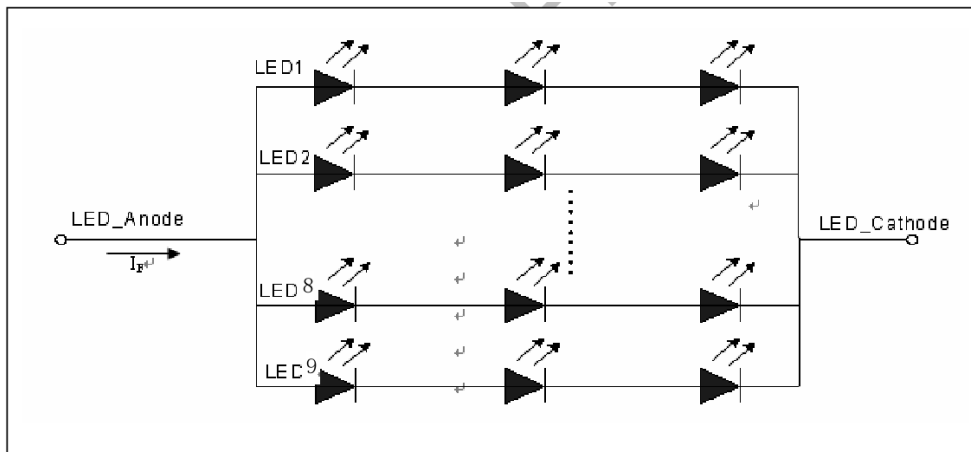 LED1
LED2
LED_Anode
LED_Cathode
IF↵
LED8
LED9